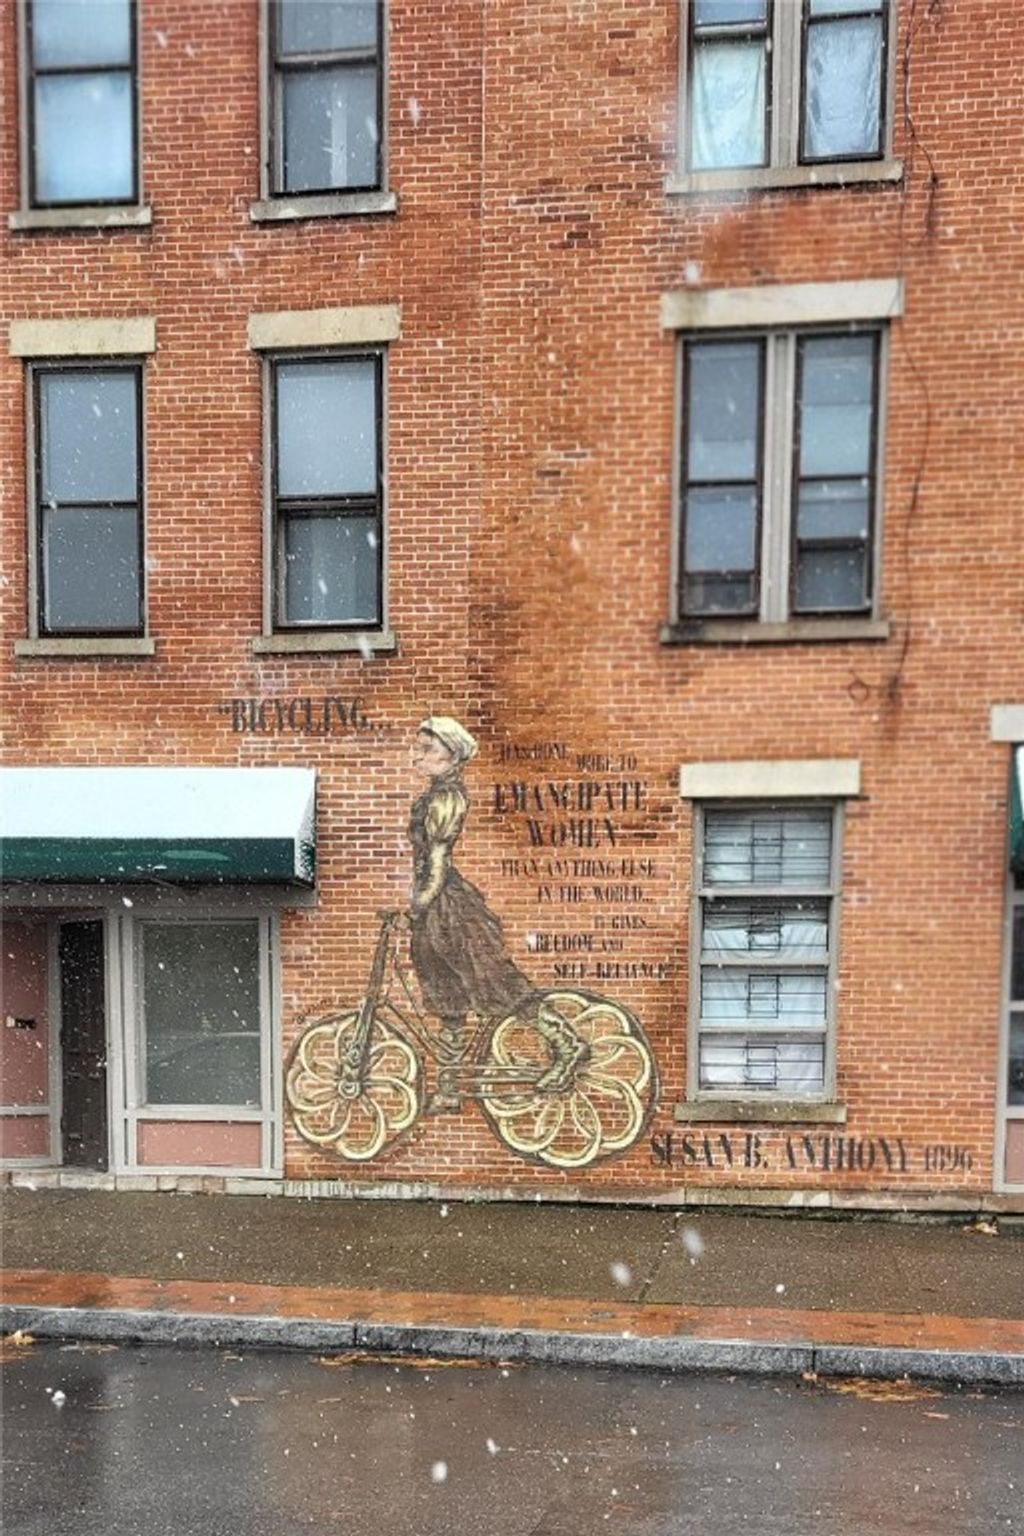 "BICYCLING...
"HAS DONE MORE TO
EMANCIPATE
WOMEN
THAN ANYTHING ELSE
IN THE WORLD...
IT GIVES...
FREEDOM AND
SELF-RELIANCE"
SUSAN B. ANTHONY 1896